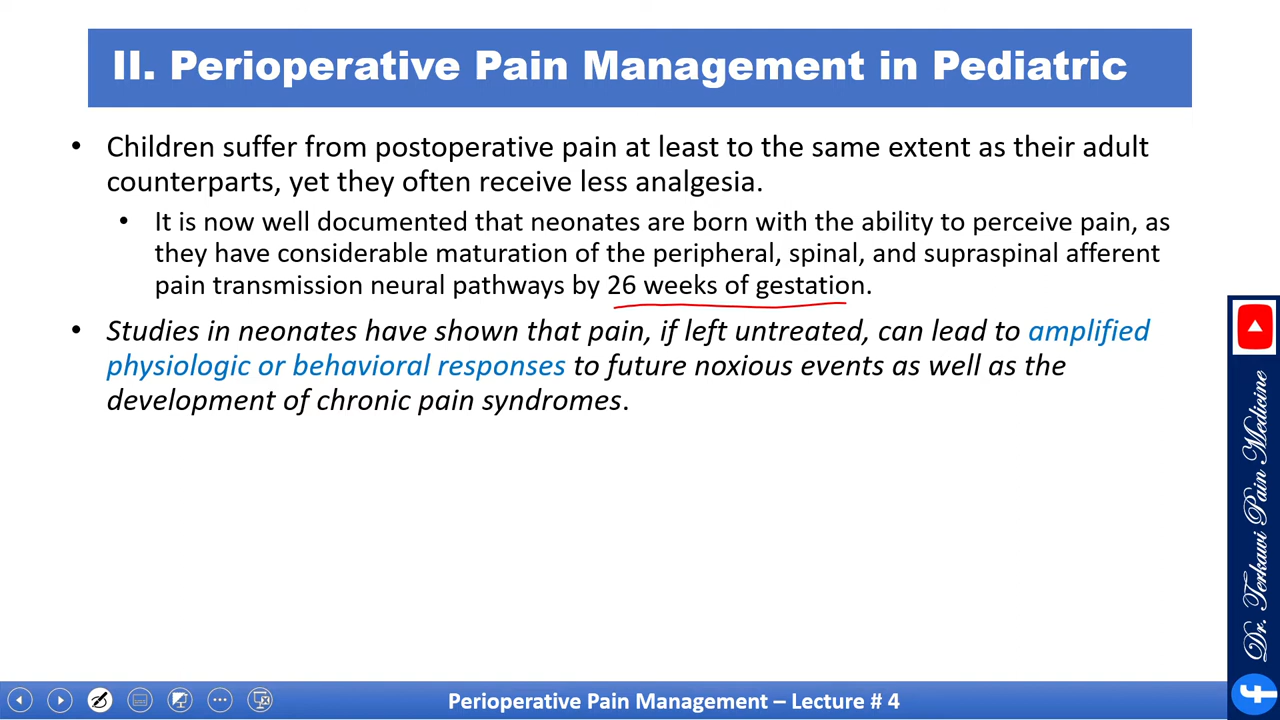 II. Perioperative Pain Management in Pediatric
• Children suffer from postoperative pain at least to the same extent as their adult
counterparts, yet they often receive less analgesia.
• It is now well documented that neonates are born with the ability to perceive pain, as
they have considerable maturation of the peripheral, spinal, and supraspinal afferent
pain transmission neural pathways by 26 weeks of gestation.
• Studies in neonates have shown that pain, if left untreated, can lead to amplified
physiologic or behavioral responses to future noxious events as well as the
development of chronic pain syndromes.
Dr. Terkawi Pain Medicine
Perioperative Pain Management – Lecture # 4